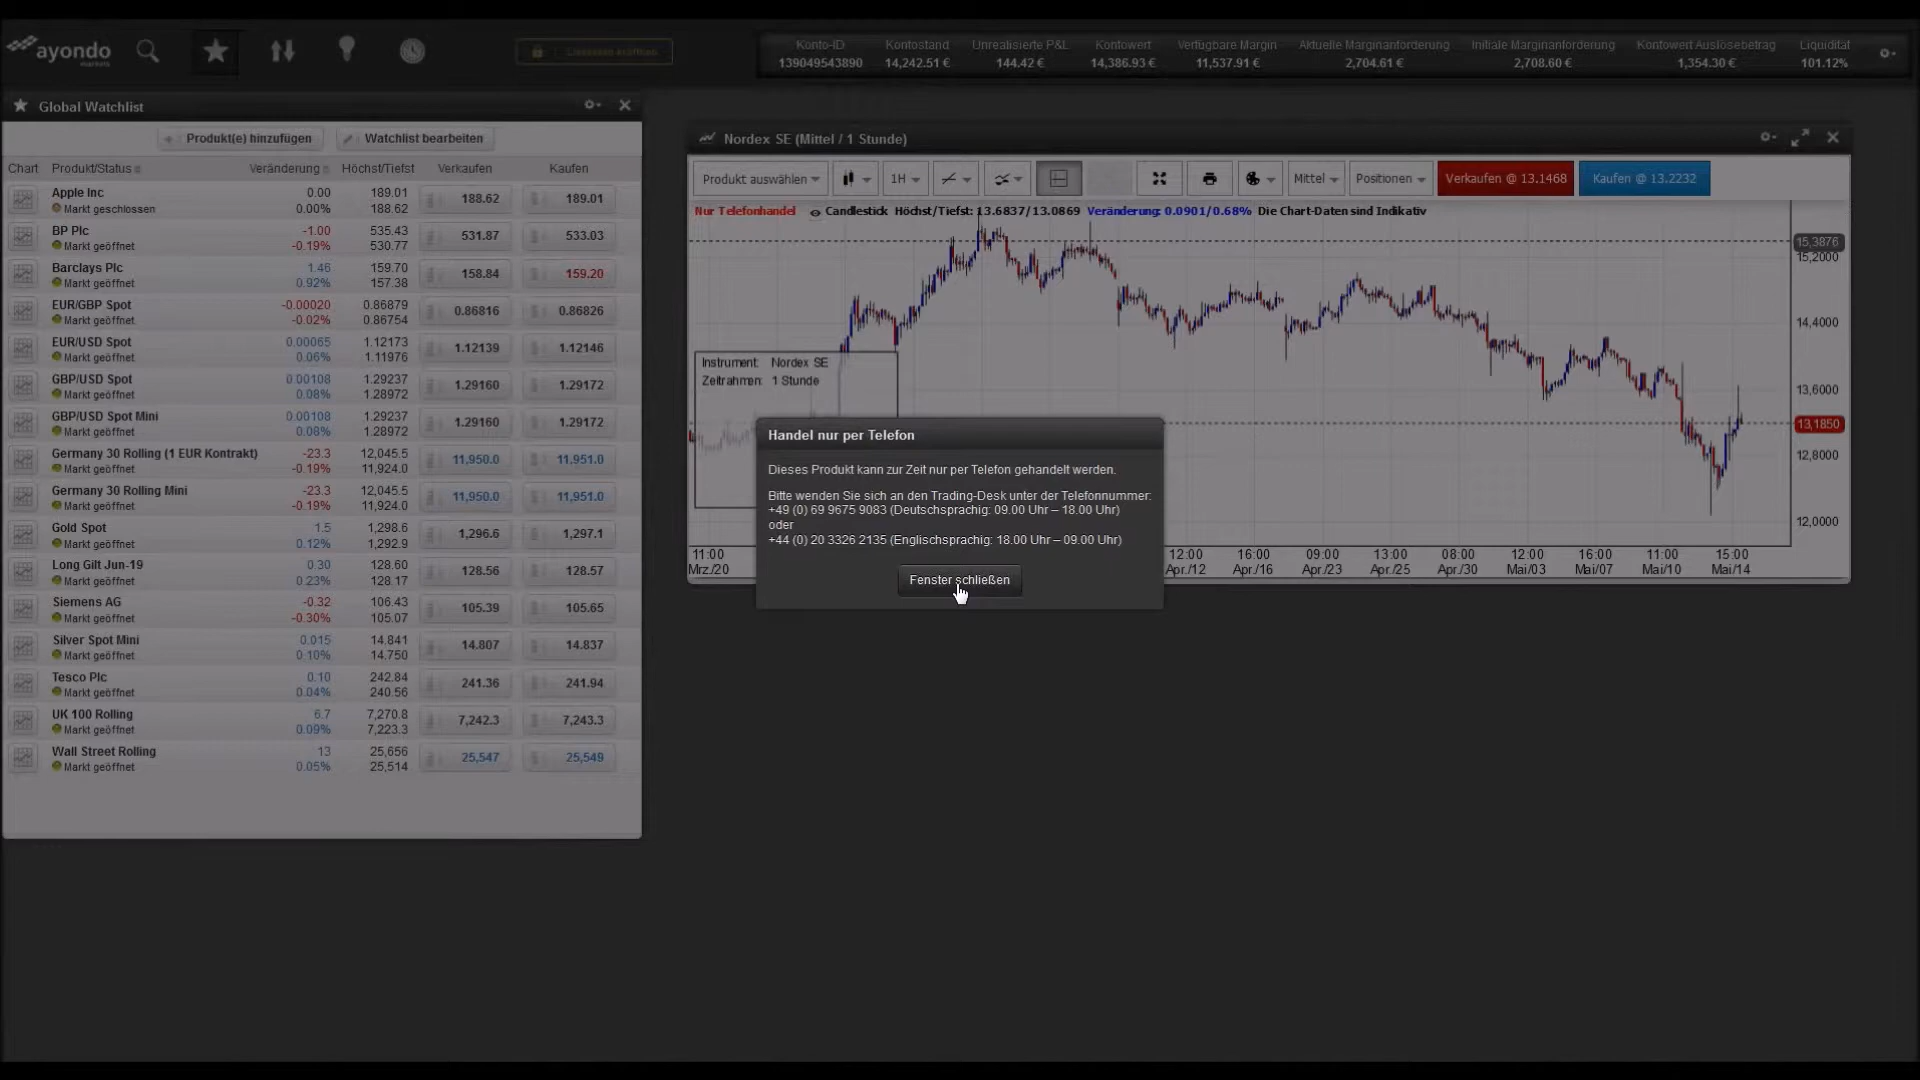 ayondo
markets
Konto-ID Kontostand Unrealisierte P&L Kontowert Verfügbare Margin Aktuelle Marginanforderung Initiale Marginanforderung Kontowert Auslösebetrag Liquidität
139049543890 14,242.51 € 144.42 € 14,386.93 € 11,537.91 € 2,704.61 € 2,708.60 € 1,354.30 € 101.12%
Global Watchlist
Produkt(e) hinzufügen Watchlist bearbeiten
Chart Produkt/Status Veränderung Höchst/Tiefst Verkaufen Kaufen
Apple Inc 0.00 189.01 188.62 189.01
Markt geschlossen 0.00% 188.62
BP Plc -1.00 535.43 531.87 533.03
Markt geöffnet -0.19% 530.77
Barclays Plc 1.46 159.70 158.84 159.20
Markt geöffnet 0.92% 157.38
EUR/GBP Spot -0.00020 0.86879 0.86816 0.86826
Markt geöffnet -0.02% 0.86754
EUR/USD Spot 0.00065 1.12173 1.12139 1.12146
Markt geöffnet 0.06% 1.11976
GBP/USD Spot 0.00108 1.29237 1.29160 1.29172
Markt geöffnet 0.08% 1.28972
GBP/USD Spot Mini 0.00108 1.29237 1.29160 1.29172
Markt geöffnet 0.08% 1.28972
Germany 30 Rolling (1 EUR Kontrakt) -23.3 12,045.5 11,950.0 11,951.0
Markt geöffnet -0.19% 11,924.0
Germany 30 Rolling Mini -23.3 12,045.5 11,950.0 11,951.0
Markt geöffnet -0.19% 11,924.0
Gold Spot 1.5 1,298.6 1,296.6 1,297.1
Markt geöffnet 0.12% 1,292.9
Long Gilt Jun-19 0.30 128.60 128.56 128.57
Markt geöffnet 0.23% 128.17
Siemens AG -0.32 106.43 105.39 105.65
Markt geöffnet -0.30% 105.07
Silver Spot Mini 0.015 14.841 14.807 14.837
Markt geöffnet 0.10% 14.750
Tesco Plc 0.10 242.84 241.36 241.94
Markt geöffnet 0.04% 240.56
UK 100 Rolling 6.7 7,270.8 7,242.3 7,243.3
Markt geöffnet 0.09% 7,223.3
Wall Street Rolling 13 25,656 25,547 25,549
Markt geöffnet 0.05% 25,514
Nordex SE (Mittel / 1 Stunde)
Produkt auswählen 1H Mittel Positionen Verkaufen @ 13.1468 Kaufen @ 13.2232
Nur Telefonhandel Candlestick Höchst/Tiefst: 13.6837/13.0869 Veränderung: 0.0901/0.68% Die Chart-Daten sind Indikativ
15,3876
15,2000
14,4000
13,6000
13,1850
12,8000
12,0000
Instrument: Nordex SE
Zeitrahmen: 1 Stunde
11:00 12:00 16:00 09:00 13:00 08:00 12:00 16:00 11:00 15:00
Mrz./20 Apr./12 Apr./16 Apr./23 Apr./25 Apr./30 Mai/03 Mai/07 Mai/10 Mai/14
Handel nur per Telefon
Dieses Produkt kann zur Zeit nur per Telefon gehandelt werden.
Bitte wenden Sie sich an den Trading-Desk unter der Telefonnummer:
+49 (0) 69 9675 9083 (Deutschsprachig: 09.00 Uhr – 18.00 Uhr)
oder
+44 (0) 20 3326 2135 (Englischsprachig: 18.00 Uhr – 09.00 Uhr)
Fenster schließen